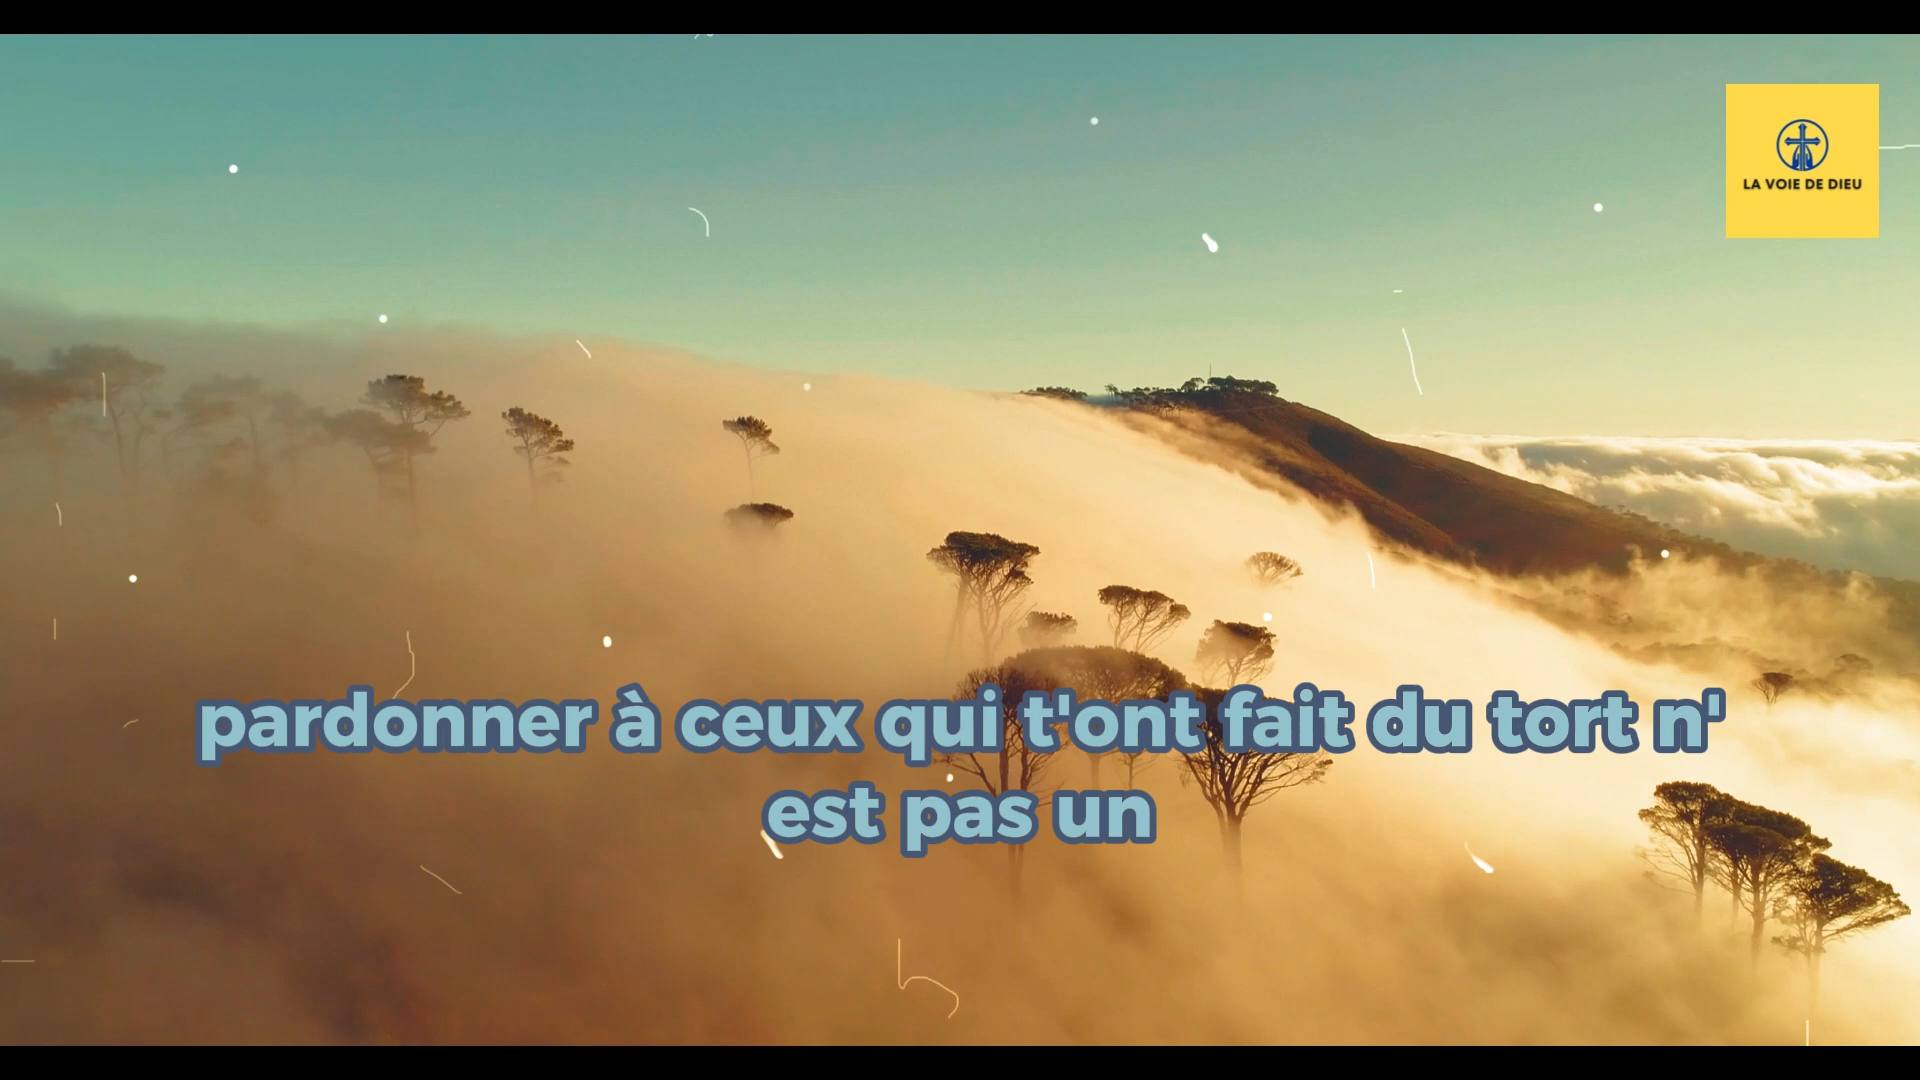 LA VOIE DE DIEU
pardonner à ceux qui t'ont fait du tort n'
est pas un